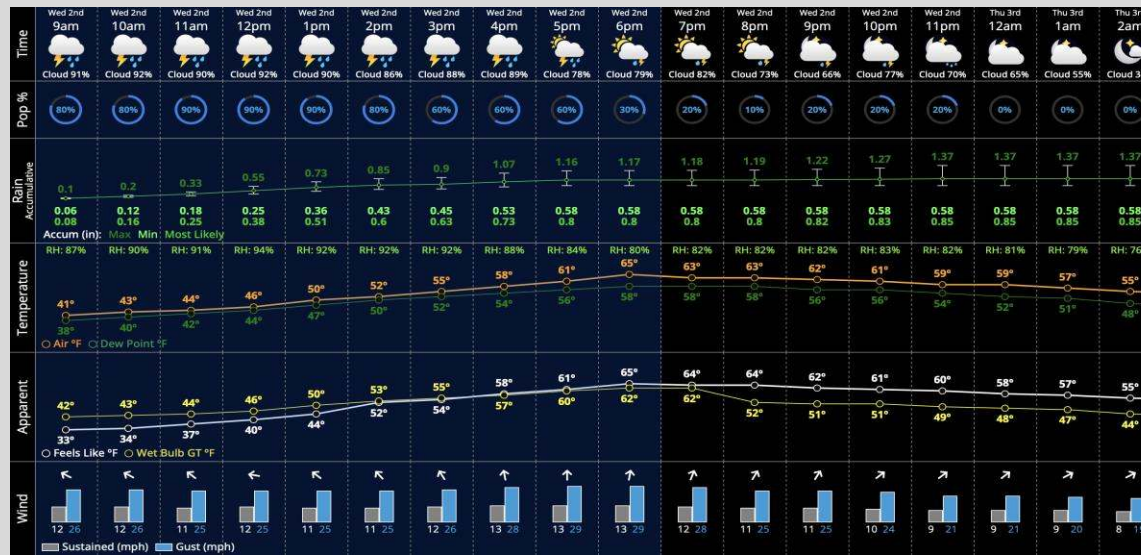 Time
Wed 2nd Wed 2nd Wed 2nd Wed 2nd Wed 2nd Wed 2nd Wed 2nd Wed 2nd Wed 2nd Wed 2nd Wed 2nd Wed 2nd Wed 2nd Wed 2nd Wed 2nd Thu 3rd Thu 3rd Thu 3rd
9am 10am 11am 12pm 1pm 2pm 3pm 4pm 5pm 6pm 7pm 8pm 9pm 10pm 11pm 12am 1am 2am
Cloud 91% Cloud 92% Cloud 90% Cloud 92% Cloud 90% Cloud 86% Cloud 88% Cloud 89% Cloud 78% Cloud 79% Cloud 82% Cloud 73% Cloud 66% Cloud 77% Cloud 70% Cloud 65% Cloud 55% Cloud 3
Pop %
80% 80% 90% 90% 90% 80% 60% 60% 60% 30% 20% 10% 20% 20% 20% 0% 0% 0%
Rain
Accumulative
0.1 0.2 0.33 0.55 0.73 0.85 0.9 1.07 1.16 1.17 1.18 1.19 1.22 1.27 1.37 1.37 1.37 1.37
0.06 0.12 0.18 0.25 0.36 0.43 0.45 0.53 0.58 0.58 0.58 0.58 0.58 0.58 0.58 0.58 0.58 0.58
0.08 0.16 0.25 0.38 0.51 0.6 0.63 0.73 0.8 0.8 0.8 0.8 0.82 0.83 0.85 0.85 0.85 0.85
Accum (in): Max Min Most Likely
Temperature
RH: 87% RH: 90% RH: 91% RH: 94% RH: 92% RH: 92% RH: 92% RH: 88% RH: 84% RH: 80% RH: 82% RH: 82% RH: 82% RH: 83% RH: 82% RH: 81% RH: 79% RH: 76
41° 43° 44° 46° 50° 52° 55° 58° 61° 65° 63° 63° 62° 61° 59° 59° 57° 55°
38° 40° 42° 44° 47° 50° 52° 54° 56° 58° 58° 58° 56° 56° 54° 52° 51° 48°
Air °F Dew Point °F
Apparent
42° 43° 44° 46° 50° 53° 55° 58° 61° 65° 64° 64° 62° 61° 60° 58° 57° 55°
33° 34° 37° 40° 44° 52° 54° 57° 60° 62° 62° 52° 51° 51° 49° 48° 47° 44°
Feels Like °F Wet Bulb GT °F
Wind
12 26 12 26 11 25 12 25 11 25 11 25 11 26 13 28 13 29 13 29 12 28 11 25 11 25 10 24 9 21 9 21 9 20 8
Sustained (mph) Gust (mph)